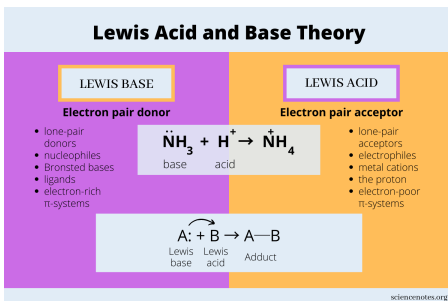 Lewis Acid and Base Theory
LEWIS BASE
Electron pair donor
• lone-pair
donors
• nucleophiles
• Bronsted bases
• ligands
• electron-rich
π-systems
LEWIS ACID
Electron pair acceptor
• lone-pair
acceptors
• electrophiles
• metal cations
• the proton
• electron-poor
π-systems
N̈H₃ + H⁺ → N⁺H₄
base acid
A: + B → A—B
Lewis Lewis
base acid
Adduct
sciencenotes.org